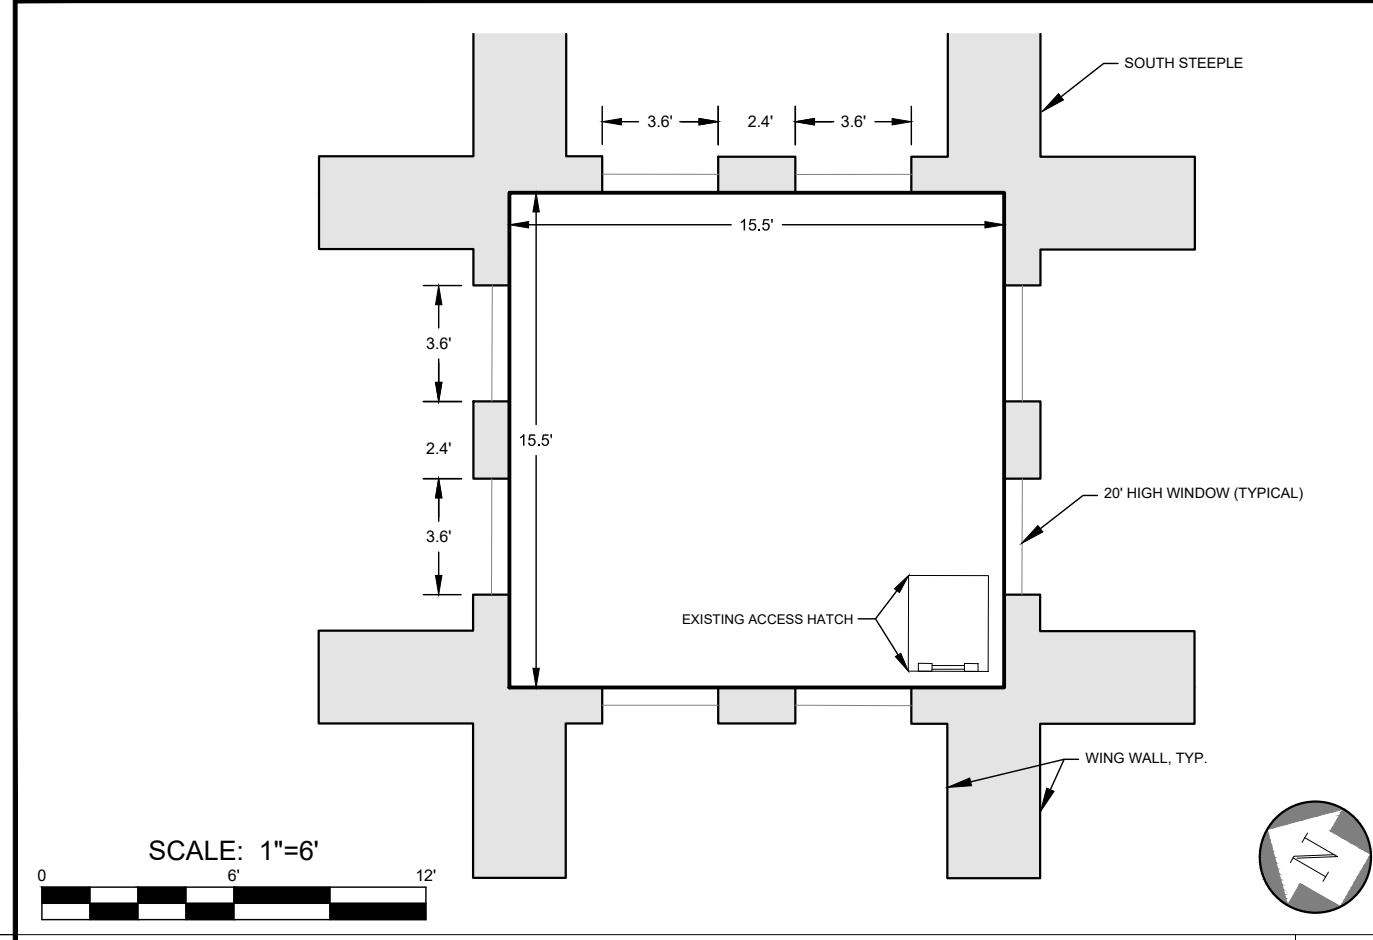 SOUTH STEEPLE
3.6' 2.4' 3.6'
15.5'
3.6'
15.5'
2.4'
20' HIGH WINDOW (TYPICAL)
3.6'
EXISTING ACCESS HATCH
WING WALL, TYP.
SCALE: 1"=6'
0 6' 12'
N